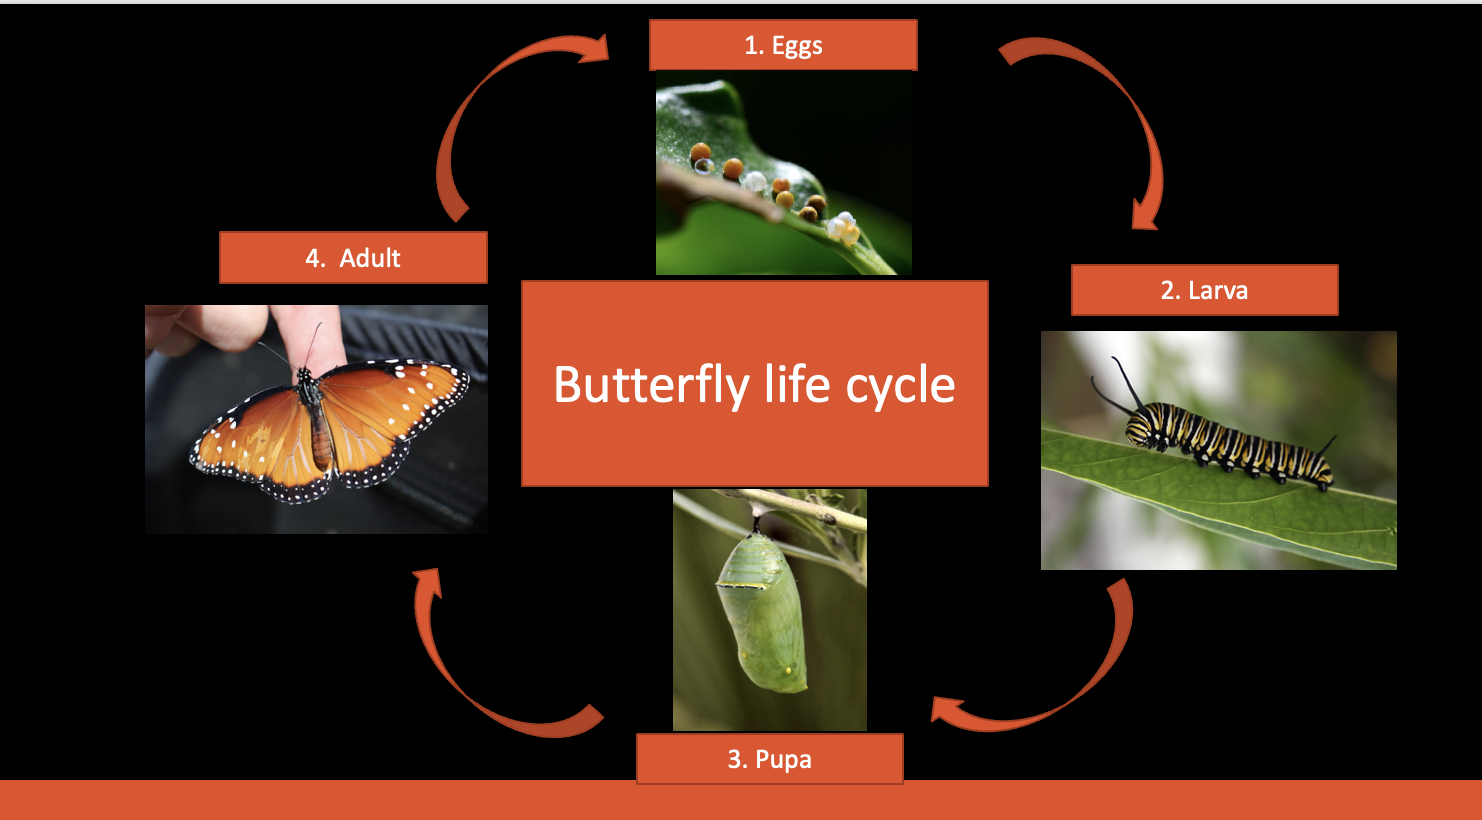 1. Eggs
2. Larva
3. Pupa
4.  Adult
Butterfly life cycle